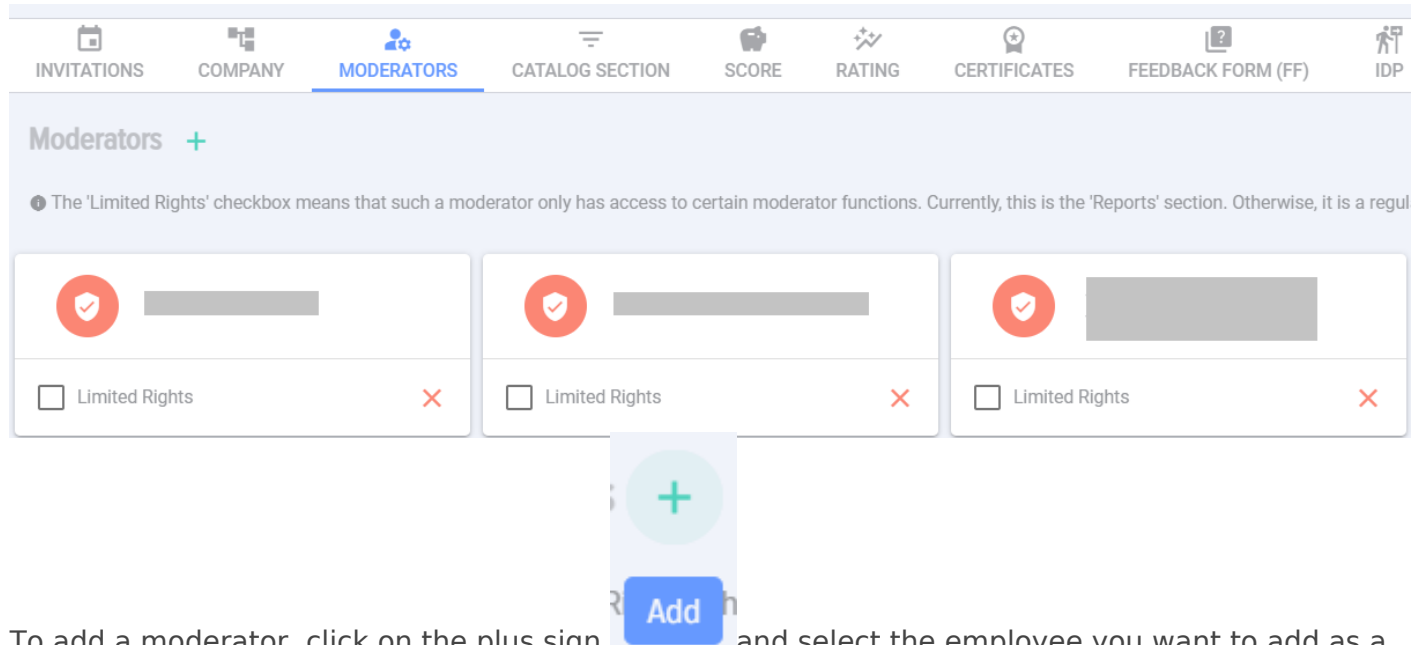 INVITATIONS COMPANY MODERATORS CATALOG SECTION SCORE RATING CERTIFICATES FEEDBACK FORM (FF) IDP
Moderators +
The 'Limited Rights' checkbox means that such a moderator only has access to certain moderator functions. Currently, this is the 'Reports' section. Otherwise, it is a regul
Limited Rights Limited Rights Limited Rights
Add
To add a moderator, click on the plus sign and select the employee you want to add as a